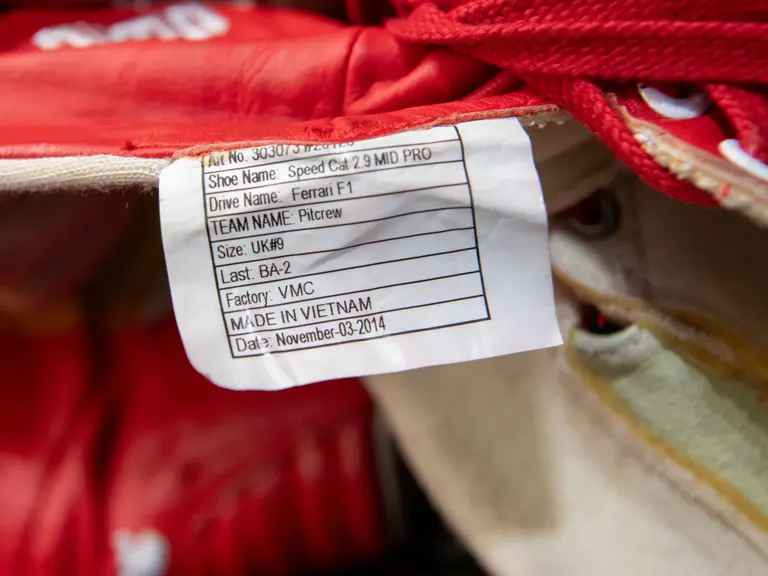 Art No. 303073
Shoe Name: Speed Cat 2.9 MID PRO
Drive Name: Ferrari F1
TEAM NAME: Pitcrew
Size: UK#9
Last: BA-2
Factory: VMC
MADE IN VIETNAM
Date: November-03-2014